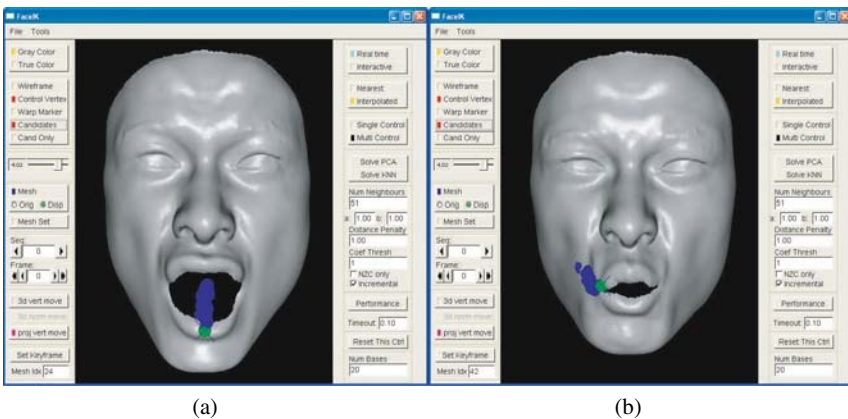 FaceIK
File Tools
Gray Color
True Color
Wireframe
Control Vertex
Warp Marker
Candidates
Cand Only
4.02
Mesh
Orig Disp
Mesh Set
Seq:
0
Frame:
0
3d vert move
3d norm move
proj vert move
Set Keyframe
Mesh Idx 24
Real time
Interactive
Nearest
Interpolated
Single Control
Multi Control
Solve PCA
Solve KNN
Num Neighbours
51
a: 1.00 b: 1.00
Distance Penalty
1.00
Coef Thresh
1
NZC only
Incremental
Performance
Timeout: 0.10
Reset This Ctrl
Num Bases
20
(a)
FaceIK
File Tools
Gray Color
True Color
Wireframe
Control Vertex
Warp Marker
Candidates
Cand Only
4.02
Mesh
Orig Disp
Mesh Set
Seq:
0
Frame:
0
3d vert move
3d norm move
proj vert move
Set Keyframe
Mesh Idx 42
Real time
Interactive
Nearest
Interpolated
Single Control
Multi Control
Solve PCA
Solve KNN
Num Neighbours
51
a: 1.00 b: 1.00
Distance Penalty
1.00
Coef Thresh
1
NZC only
Incremental
Performance
Timeout: 0.10
Reset This Ctrl
Num Bases
20
(b)